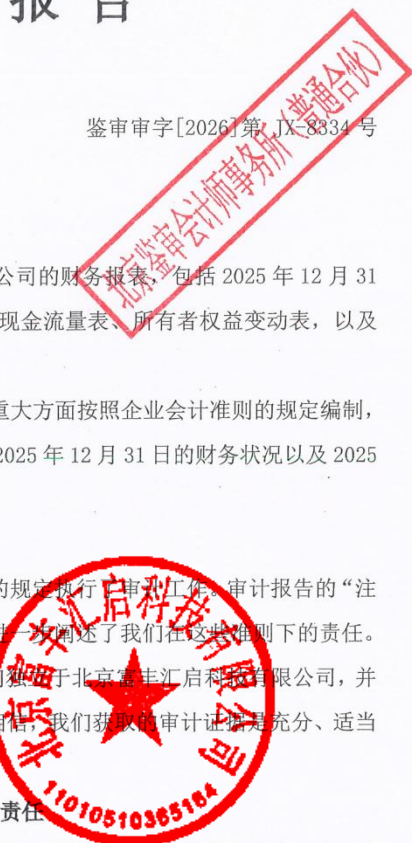 报 告
鉴审审字[2026]第 JX-8334 号
北京鉴审会计师事务所（普通合伙）
公司的财务报表，包括 2025 年 12 月 31
现金流量表、所有者权益变动表，以及
重大方面按照企业会计准则的规定编制，
2025 年 12 月 31 日的财务状况以及 2025
的规定执行了审计工作。审计报告的“注
进一步阐述了我们在这些准则下的责任。
们独立于北京富丰汇启科技有限公司，并
相信，我们获取的审计证据是充分、适当
责任
北京富丰汇启科技有限公司
11010510365184